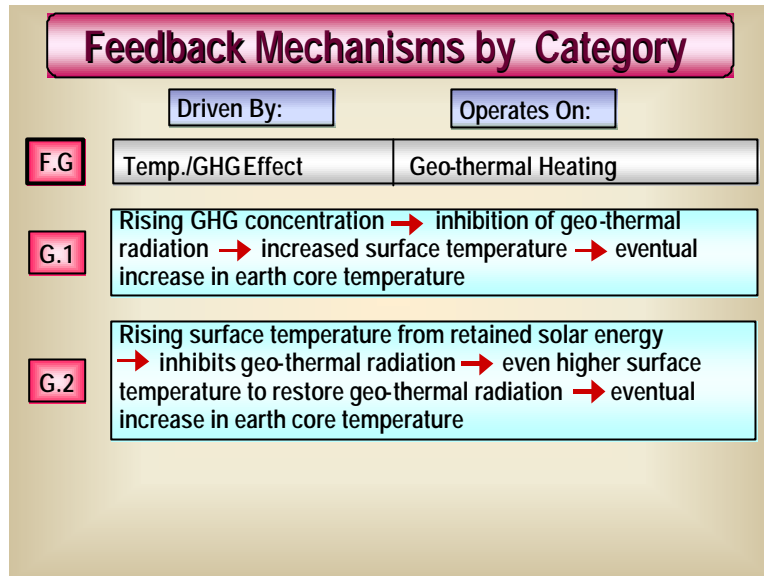 Feedback Mechanisms by Category
Driven By: Operates On:
F.G Temp./GHG Effect Geo-thermal Heating
G.1
Rising GHG concentration → inhibition of geo-thermal
radiation → increased surface temperature → eventual
increase in earth core temperature
G.2
Rising surface temperature from retained solar energy
→ inhibits geo-thermal radiation → even higher surface
temperature to restore geo-thermal radiation → eventual
increase in earth core temperature